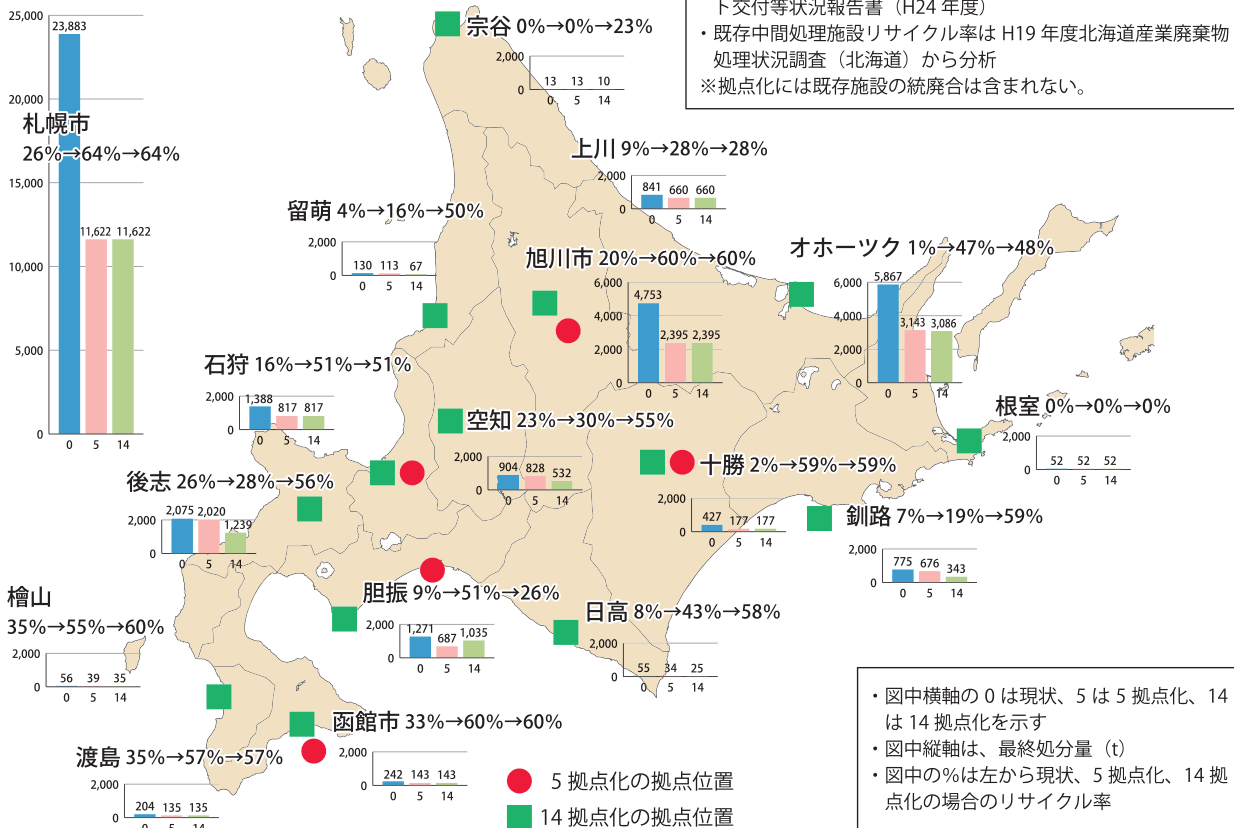 ト交付等状況報告書（H24 年度）
・既存中間処理施設リサイクル率は H19 年度北海道産業廃棄物
処理状況調査（北海道）から分析
※拠点化には既存施設の統廃合は含まれない。
札幌市
26%→64%→64%
25,000
20,000
15,000
10,000
5,000
0
23,883
11,622
11,622
0 5 14
宗谷 0%→0%→23%
2,000
0
13 13 10
0 5 14
上川 9%→28%→28%
2,000
0
841 660 660
0 5 14
留萌 4%→16%→50%
2,000
0
130 113 67
0 5 14
旭川市 20%→60%→60%
6,000
4,000
2,000
0
4,753
2,395 2,395
0 5 14
オホーツク 1%→47%→48%
6,000
4,000
2,000
0
5,867
3,143 3,086
0 5 14
石狩 16%→51%→51%
2,000
0
1,388 817 817
0 5 14
空知 23%→30%→55%
2,000
0
904 828 532
0 5 14
根室 0%→0%→0%
2,000
0
52 52 52
0 5 14
十勝 2%→59%→59%
2,000
0
427 177 177
0 5 14
後志 26%→28%→56%
2,000
0
2,075 2,020 1,239
0 5 14
釧路 7%→19%→59%
2,000
0
775 676 343
0 5 14
胆振 9%→51%→26%
2,000
0
1,271 687 1,035
0 5 14
日高 8%→43%→58%
2,000
0
55 34 25
0 5 14
檜山
35%→55%→60%
2,000
0
56 39 35
0 5 14
函館市 33%→60%→60%
2,000
0
242 143 143
0 5 14
渡島 35%→57%→57%
2,000
0
204 135 135
0 5 14
5 拠点化の拠点位置
14 拠点化の拠点位置
・図中横軸の 0 は現状、5 は 5 拠点化、14
は 14 拠点化を示す
・図中縦軸は、最終処分量（t）
・図中の%は左から現状、5 拠点化、14 拠
点化の場合のリサイクル率